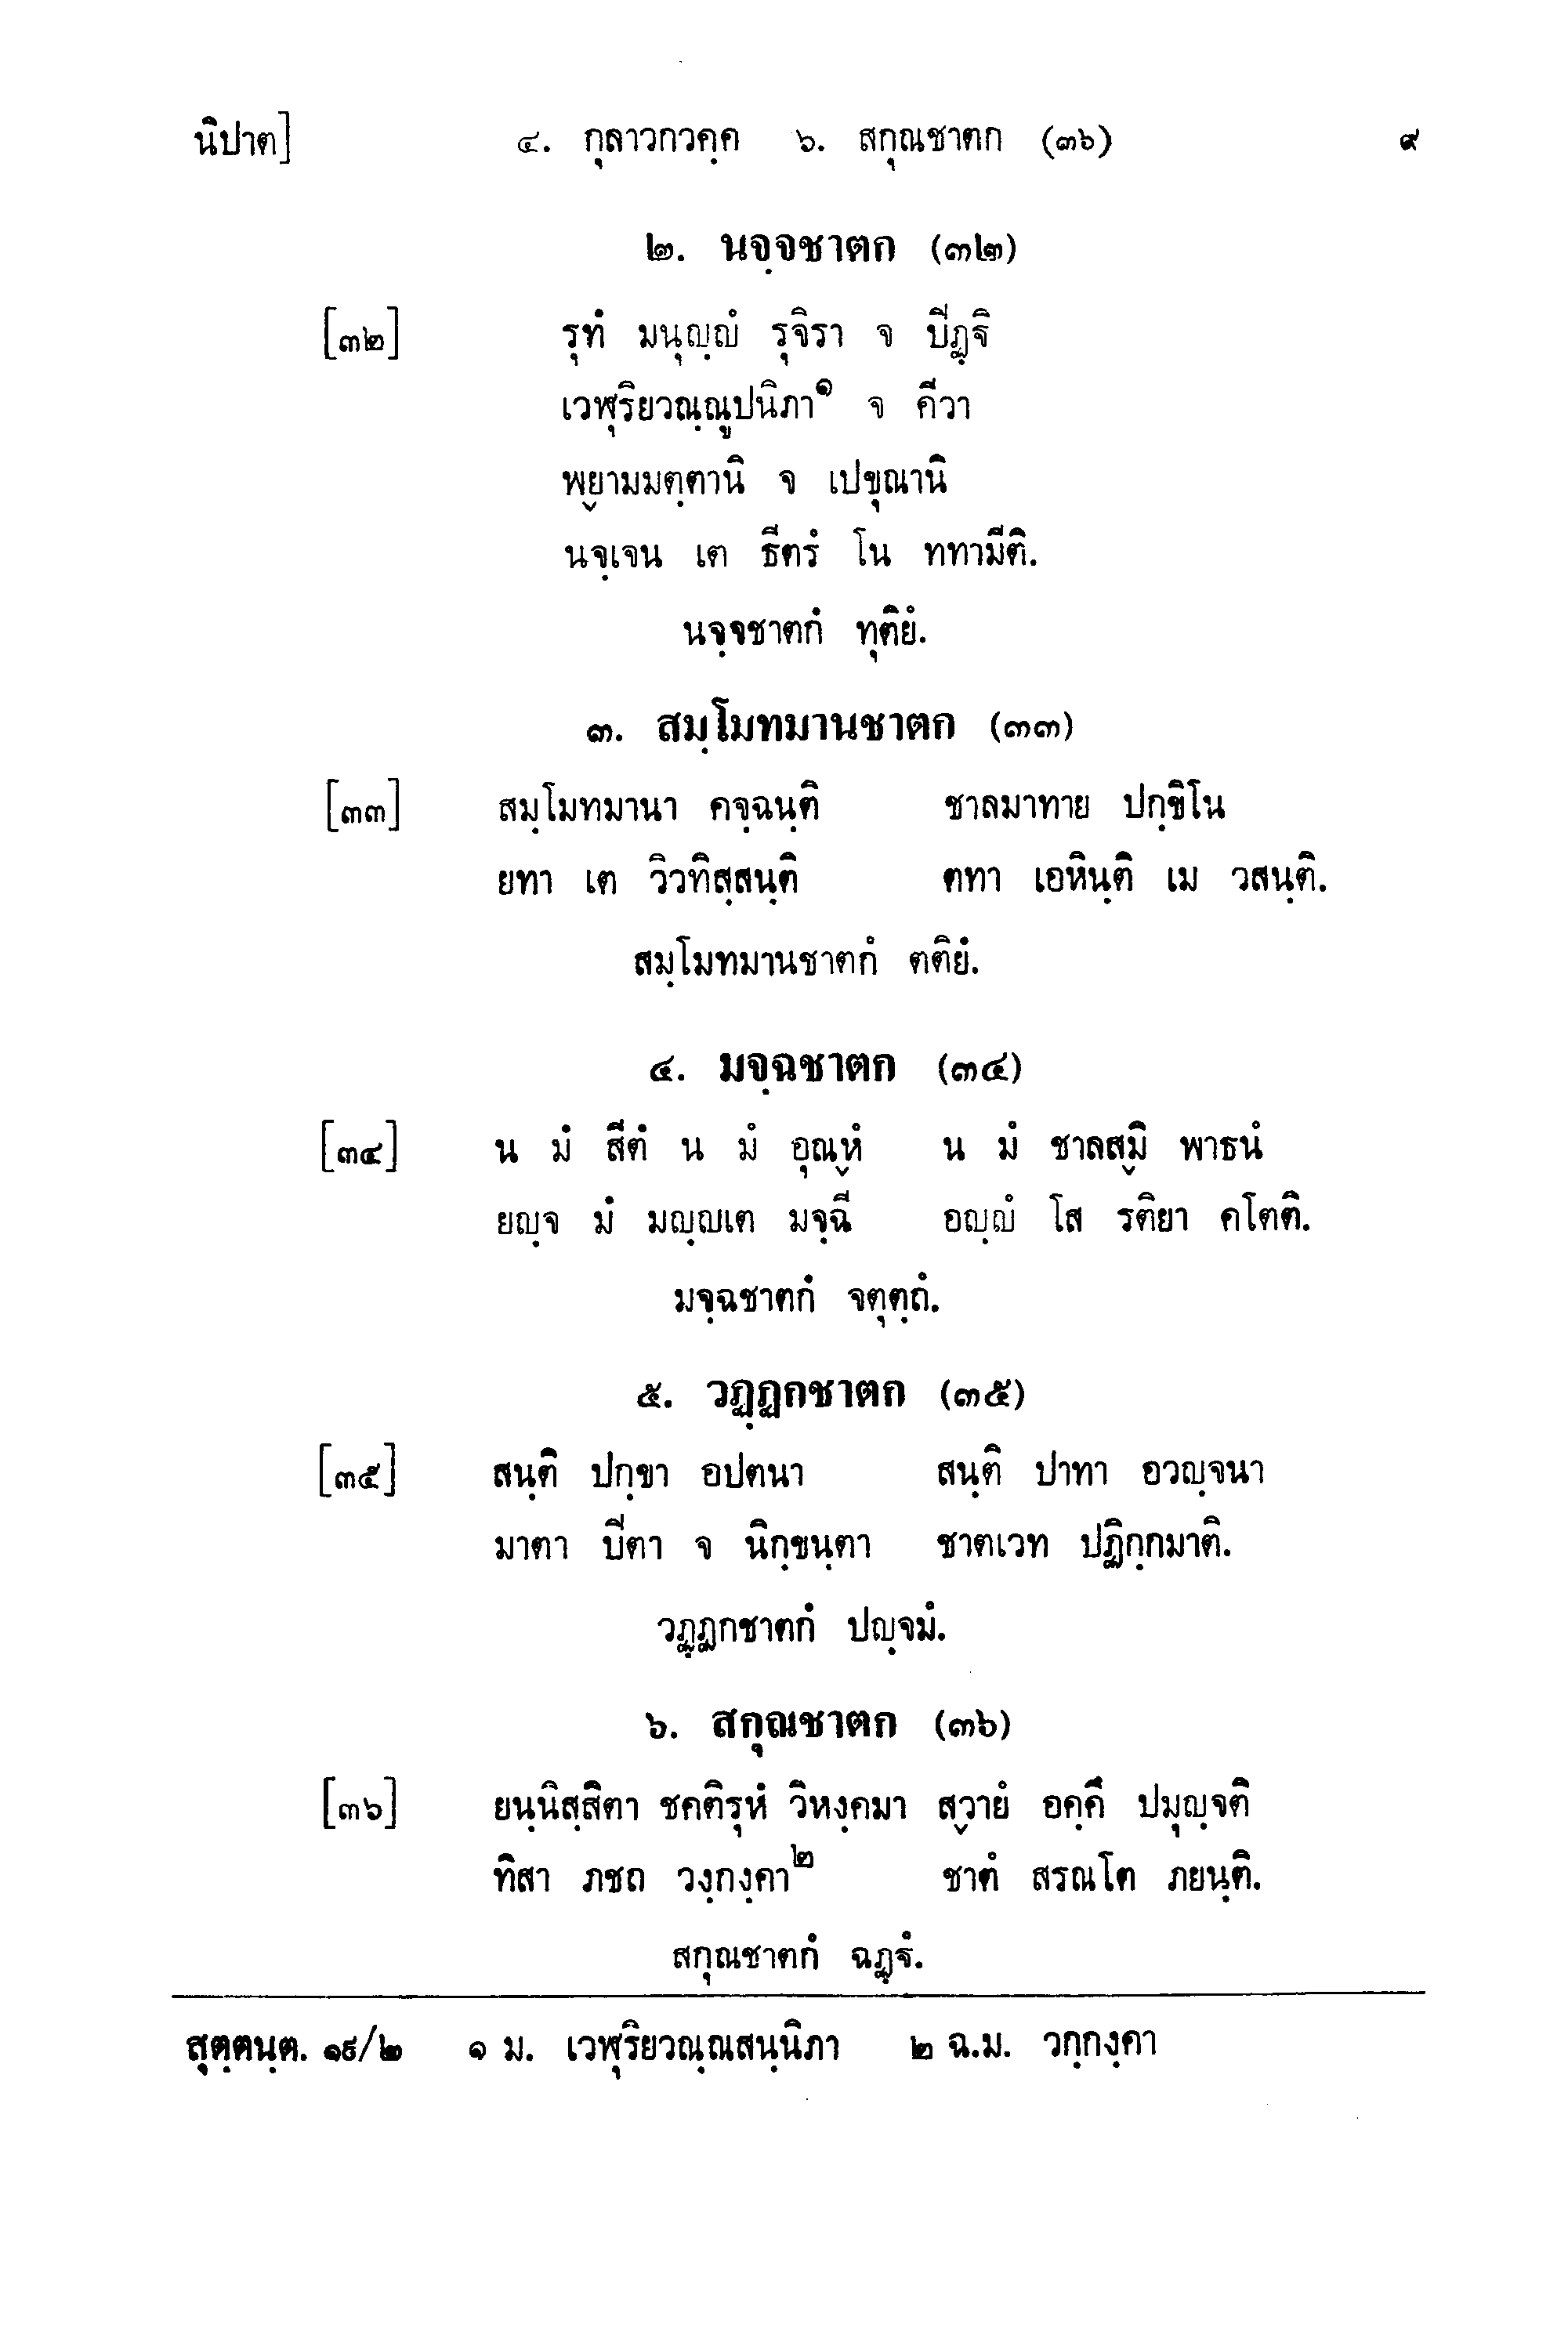 นิปาต] ๔. กุลาวกวคฺค ๖. สกุณชาตก (๓๖) ๙
๒. นจฺจชาตก (๓๒)
[๓๒] รุทํ มนุญฺญํ รุจิรา จ ปีฏฺฐิ
เวฬุริยวณฺณูปนิภา๑ จ คีวา
พฺยามมตฺตานิ จ เปขุณานิ
นจฺเจน เต ธีตรํ โน ททามีติ.
นจฺจชาตกํ ทุติยํ.
๓. สมฺโมทมานชาตก (๓๓)
[๓๓] สมฺโมทมานา คจฺฉนฺติ ชาลมาทาย ปกฺขิโน
ยทา เต วิวทิสฺสนฺติ ตทา เอหินฺติ เม วสนฺติ.
สมฺโมทมานชาตกํ ตติยํ.
๔. มจฺฉชาตก (๓๔)
[๓๔] น มํ สีตํ น มํ อุณฺหํ น มํ ชาลสฺมิ พาธนํ
ยญฺจ มํ มญฺญเต มจฺฉี อญฺญํ โส รติยา คโตติ.
มจฺฉชาตกํ จตุตฺถํ.
๕. วฏฺฏกชาตก (๓๕)
[๓๕] สนฺติ ปกฺขา อปตนา สนฺติ ปาทา อวญฺจนา
มาตา ปิตา จ นิกฺขนฺตา ชาตเวท ปฏิกฺกมาติ.
วฏฺฏกชาตกํ ปญฺจมํ.
๖. สกุณชาตก (๓๖)
[๓๖] ยนฺนิสฺสิตา ชคติรุหํ วิหงฺคมา สฺวายํ อคฺคึ ปมุญฺจติ
ทิสา ภชถ วงฺกงฺคา๒ ชาตํ สรณโต ภยนฺติ.
สกุณชาตกํ ฉฏฺฐํ.
สุตฺตนฺต. ๑๙/๒ ๑ ม. เวฬุริยวณฺณสนฺนิภา ๒ ฉ.ม. วกฺกงฺคา